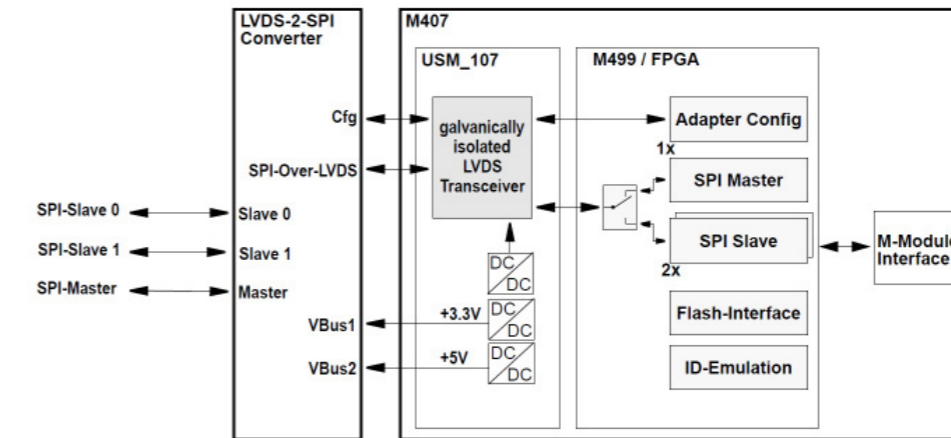 LVDS-2-SPI
Converter
M407
USM_107
M499 / FPGA
Cfg
galvanically
isolated
LVDS
Transceiver
Adapter Config
1x
SPI-Over-LVDS
SPI Master
SPI-Slave 0
Slave 0
SPI-Slave 1
Slave 1
SPI Slave
2x
M-Module
Interface
SPI-Master
Master
DC
DC
VBus1
+3.3V
DC
DC
Flash-Interface
VBus2
+5V
DC
DC
ID-Emulation